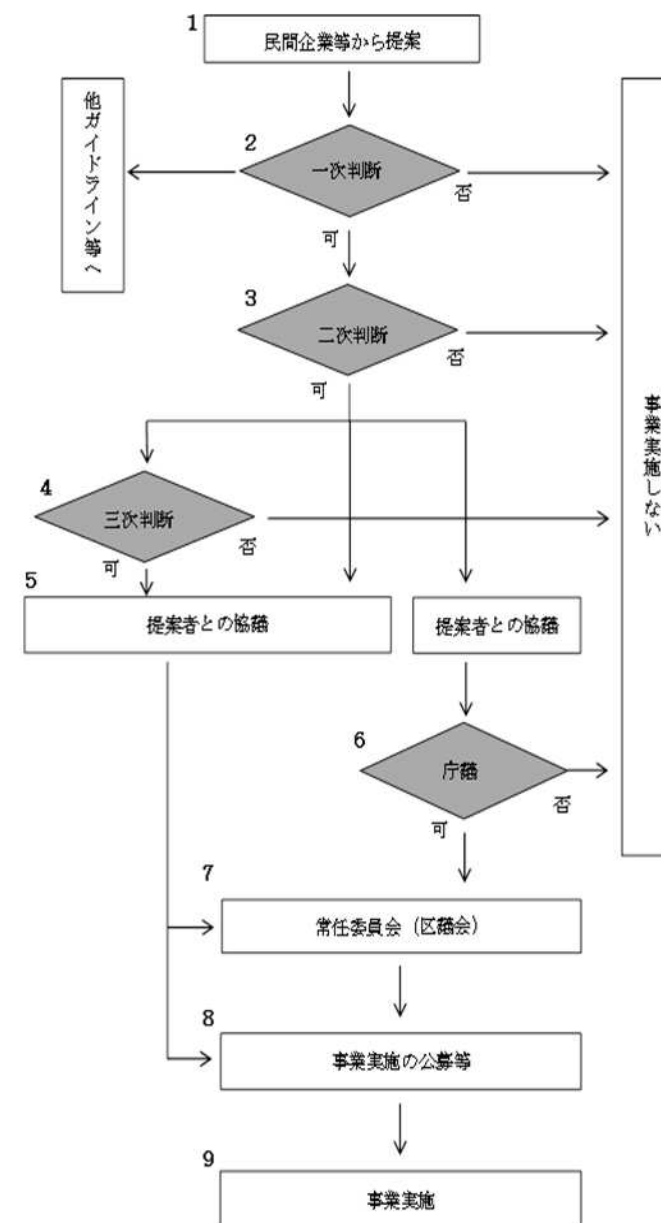 1
民間企業等から提案
他ガイドライン等へ
2
一次判断
否
可
3
二次判断
否
可
事業実施しない
4
三次判断
否
可
5
提案者との協議
提案者との協議
6
庁議
否
可
7
常任委員会（区議会）
8
事業実施の公募等
9
事業実施